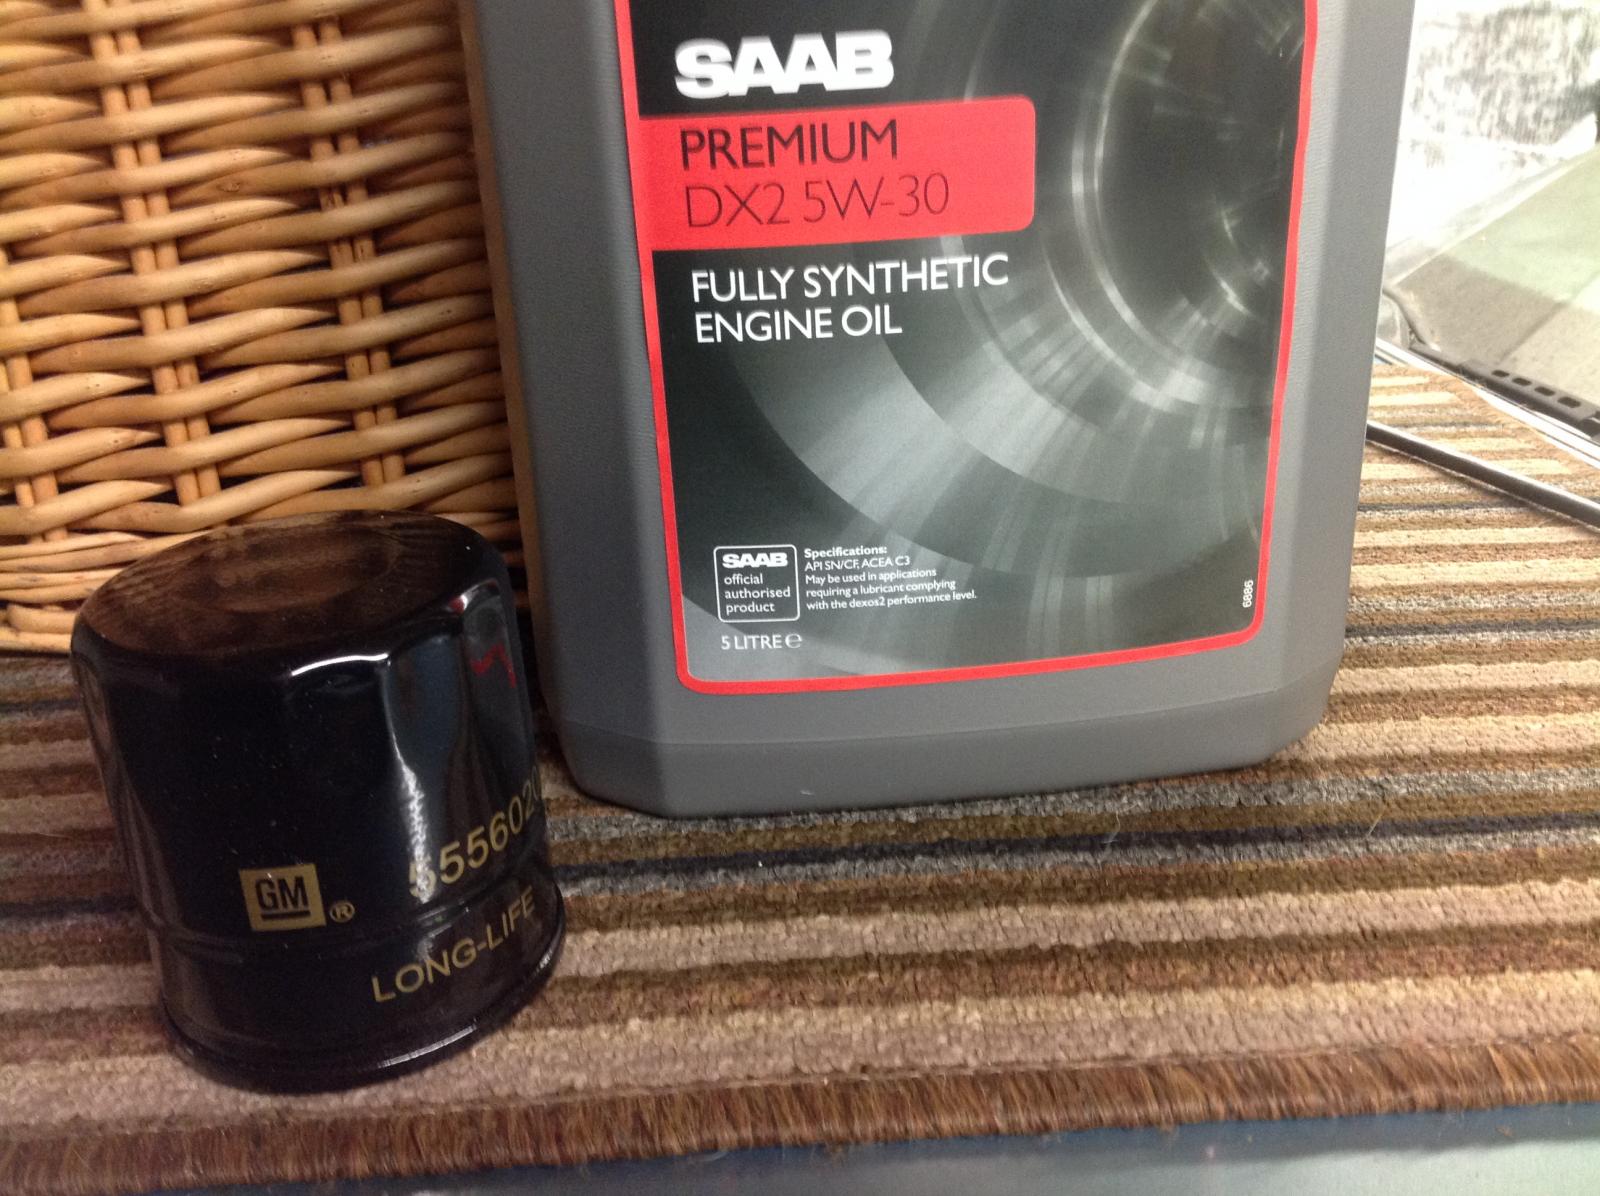 SAAB
PREMIUM
DX2 5W-30
FULLY SYNTHETIC
ENGINE OIL
SAAB
official
authorised
product
Specifications:
API SN/CF, ACEA C3
May be used in applications
requiring a lubricant complying
with the dexos2 performance level.
5 LITRE ℮
6886
GM ®
LONG-LIFE